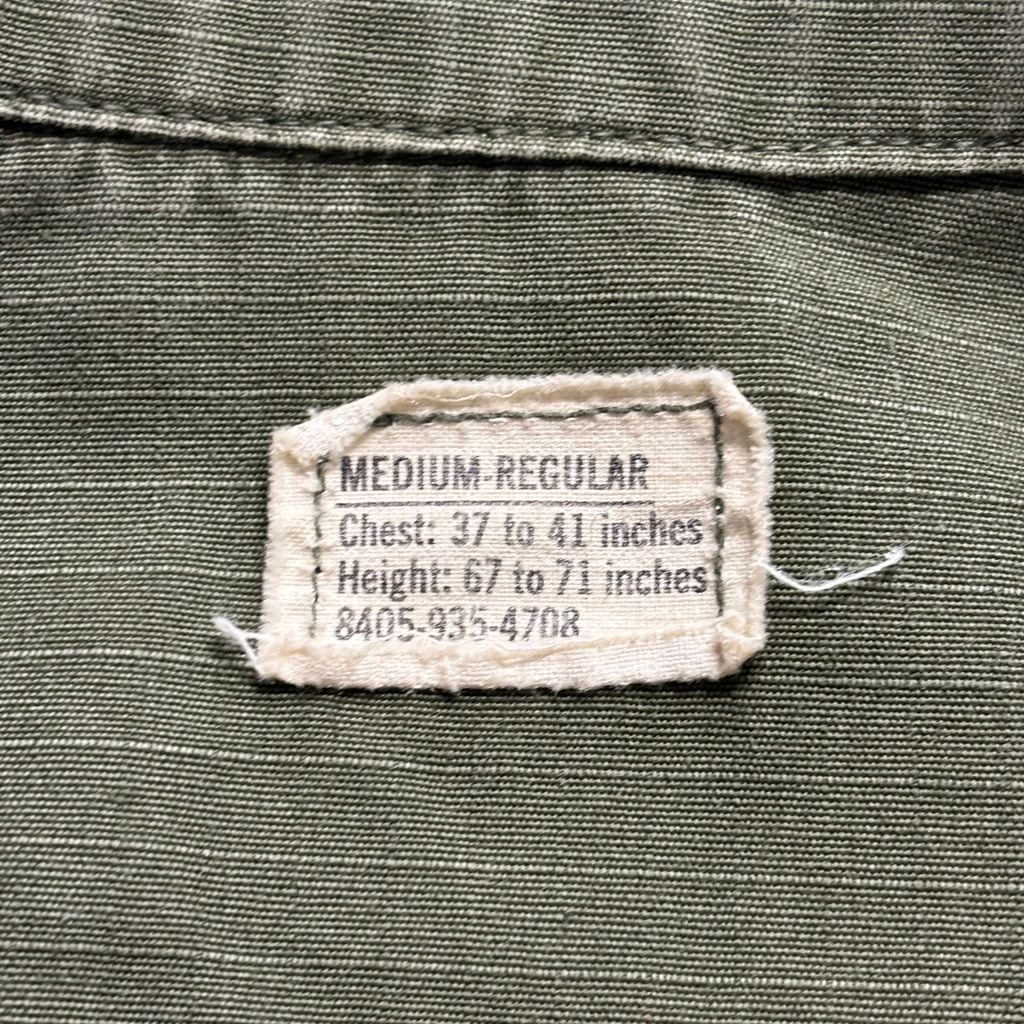 MEDIUM-REGULAR
Chest: 37 to 41 inches
Height: 67 to 71 inches
8405-935-4708